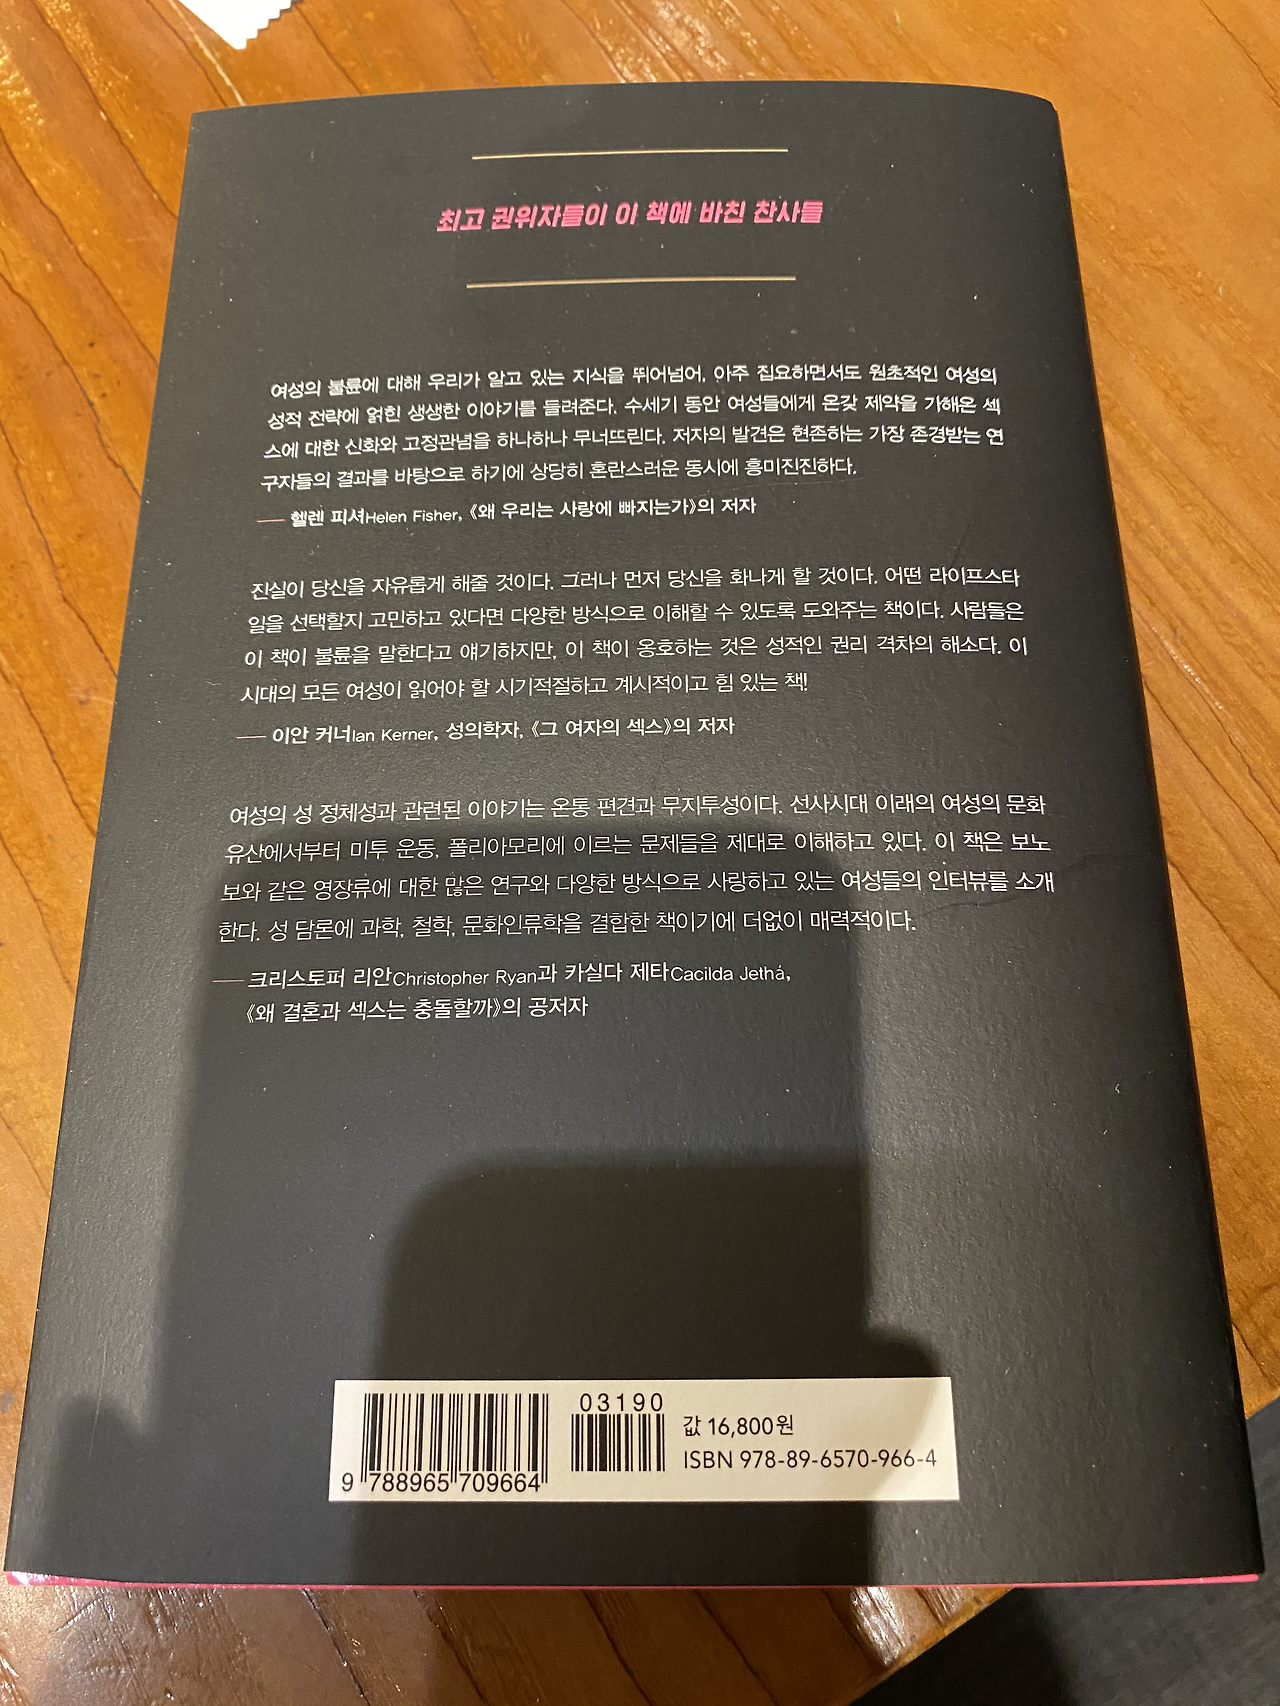 최고 권위자들이 이 책에 바친 찬사들
여성의 불륜에 대해 우리가 알고 있는 지식을 뛰어넘어, 아주 집요하면서도 원초적인 여성의
성적 전략에 얽힌 생생한 이야기를 들려준다. 수세기 동안 여성들에게 온갖 제약을 가해온 섹
스에 대한 신화와 고정관념을 하나하나 무너뜨린다. 저자의 발견은 현존하는 가장 존경받는 연
구자들의 결과를 바탕으로 하기에 상당히 혼란스러운 동시에 흥미진진하다.
── 헬렌 피셔Helen Fisher, 《왜 우리는 사랑에 빠지는가》의 저자
진실이 당신을 자유롭게 해줄 것이다. 그러나 먼저 당신을 화나게 할 것이다. 어떤 라이프스타
일을 선택할지 고민하고 있다면 다양한 방식으로 이해할 수 있도록 도와주는 책이다. 사람들은
이 책이 불륜을 말한다고 얘기하지만, 이 책이 옹호하는 것은 성적인 권리 격차의 해소다. 이
시대의 모든 여성이 읽어야 할 시기적절하고 계시적이고 힘 있는 책!
── 이안 커너Ian Kerner, 성의학자, 《그 여자의 섹스》의 저자
여성의 성 정체성과 관련된 이야기는 온통 편견과 무지투성이다. 선사시대 이래의 여성의 문화
유산에서부터 미투 운동, 폴리아모리에 이르는 문제들을 제대로 이해하고 있다. 이 책은 보노
보와 같은 영장류에 대한 많은 연구와 다양한 방식으로 사랑하고 있는 여성들의 인터뷰를 소개
한다. 성 담론에 과학, 철학, 문화인류학을 결합한 책이기에 더없이 매력적이다.
── 크리스토퍼 리안Christopher Ryan과 카실다 제타Cacilda Jethá,
《왜 결혼과 섹스는 충돌할까》의 공저자
03190
값 16,800원
ISBN 978-89-6570-966-4
9 788965 709664